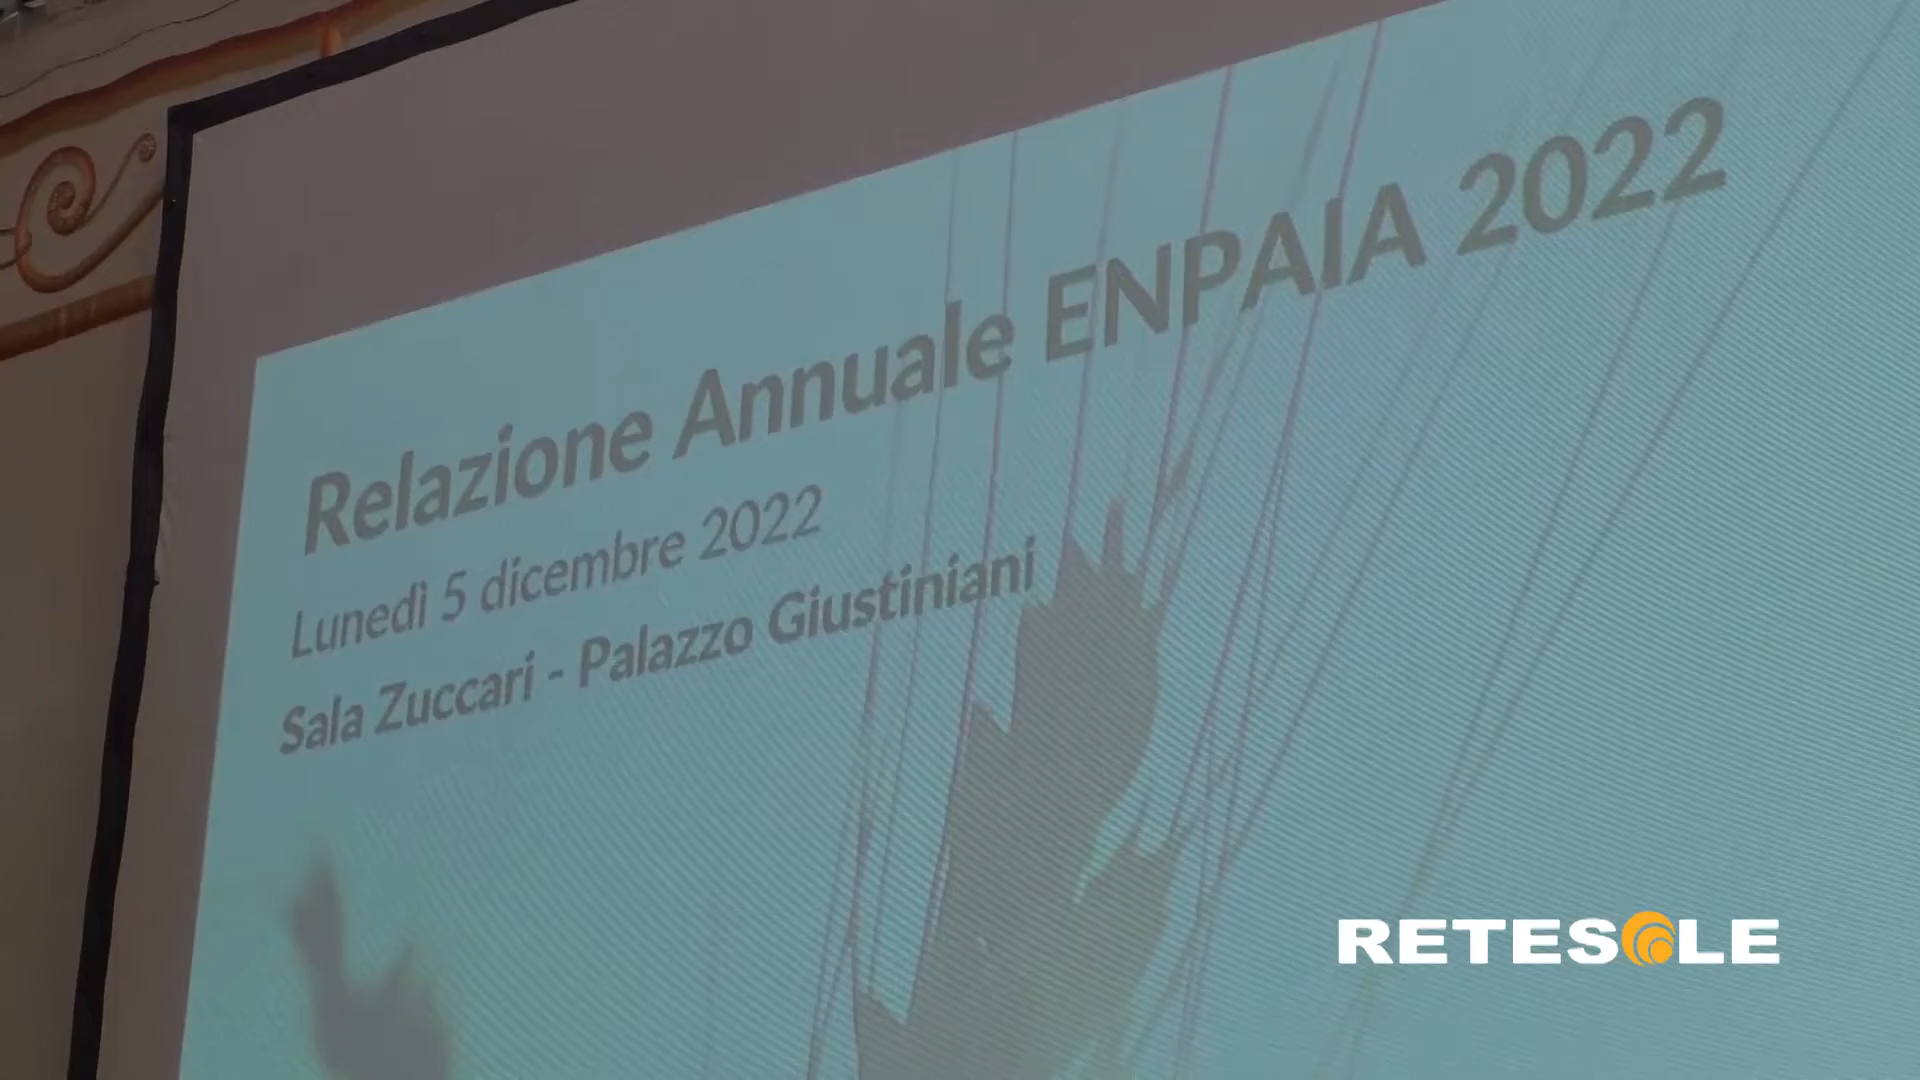 Relazione Annuale ENPAIA 2022
Lunedì 5 dicembre 2022
Sala Zuccari - Palazzo Giustiniani
RETESOLE